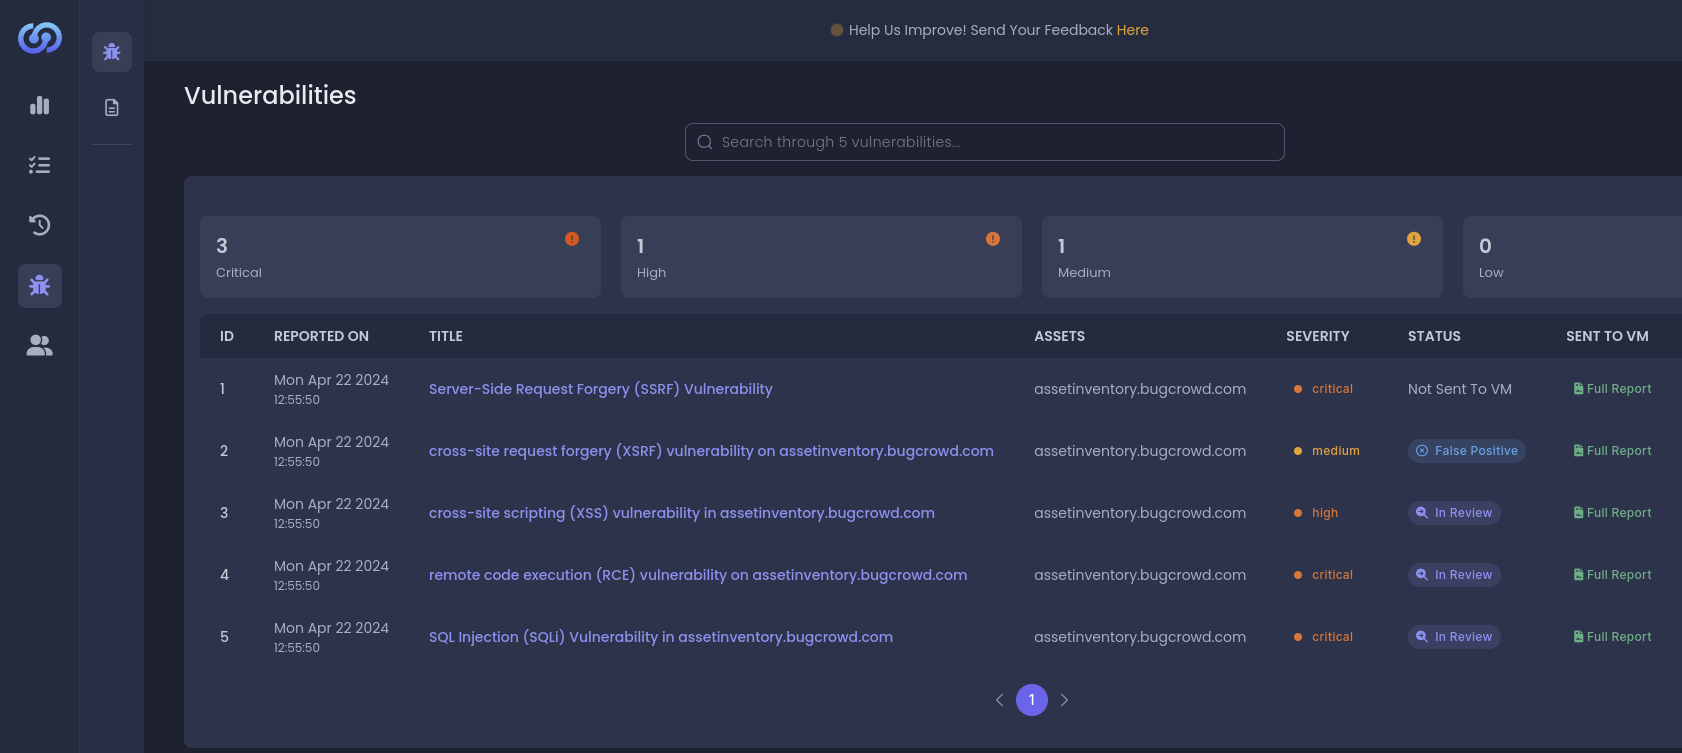 Help Us Improve! Send Your Feedback Here
Vulnerabilities
Search through 5 vulnerabilities...
3
Critical
1
High
1
Medium
0
Low
ID REPORTED ON TITLE ASSETS SEVERITY STATUS SENT TO VM
1 Mon Apr 22 2024 12:55:50 Server-Side Request Forgery (SSRF) Vulnerability assetinventory.bugcrowd.com critical Not Sent To VM Full Report
2 Mon Apr 22 2024 12:55:50 cross-site request forgery (XSRF) vulnerability on assetinventory.bugcrowd.com assetinventory.bugcrowd.com medium False Positive Full Report
3 Mon Apr 22 2024 12:55:50 cross-site scripting (XSS) vulnerability in assetinventory.bugcrowd.com assetinventory.bugcrowd.com high In Review Full Report
4 Mon Apr 22 2024 12:55:50 remote code execution (RCE) vulnerability on assetinventory.bugcrowd.com assetinventory.bugcrowd.com critical In Review Full Report
5 Mon Apr 22 2024 12:55:50 SQL Injection (SQLi) Vulnerability in assetinventory.bugcrowd.com assetinventory.bugcrowd.com critical In Review Full Report
1